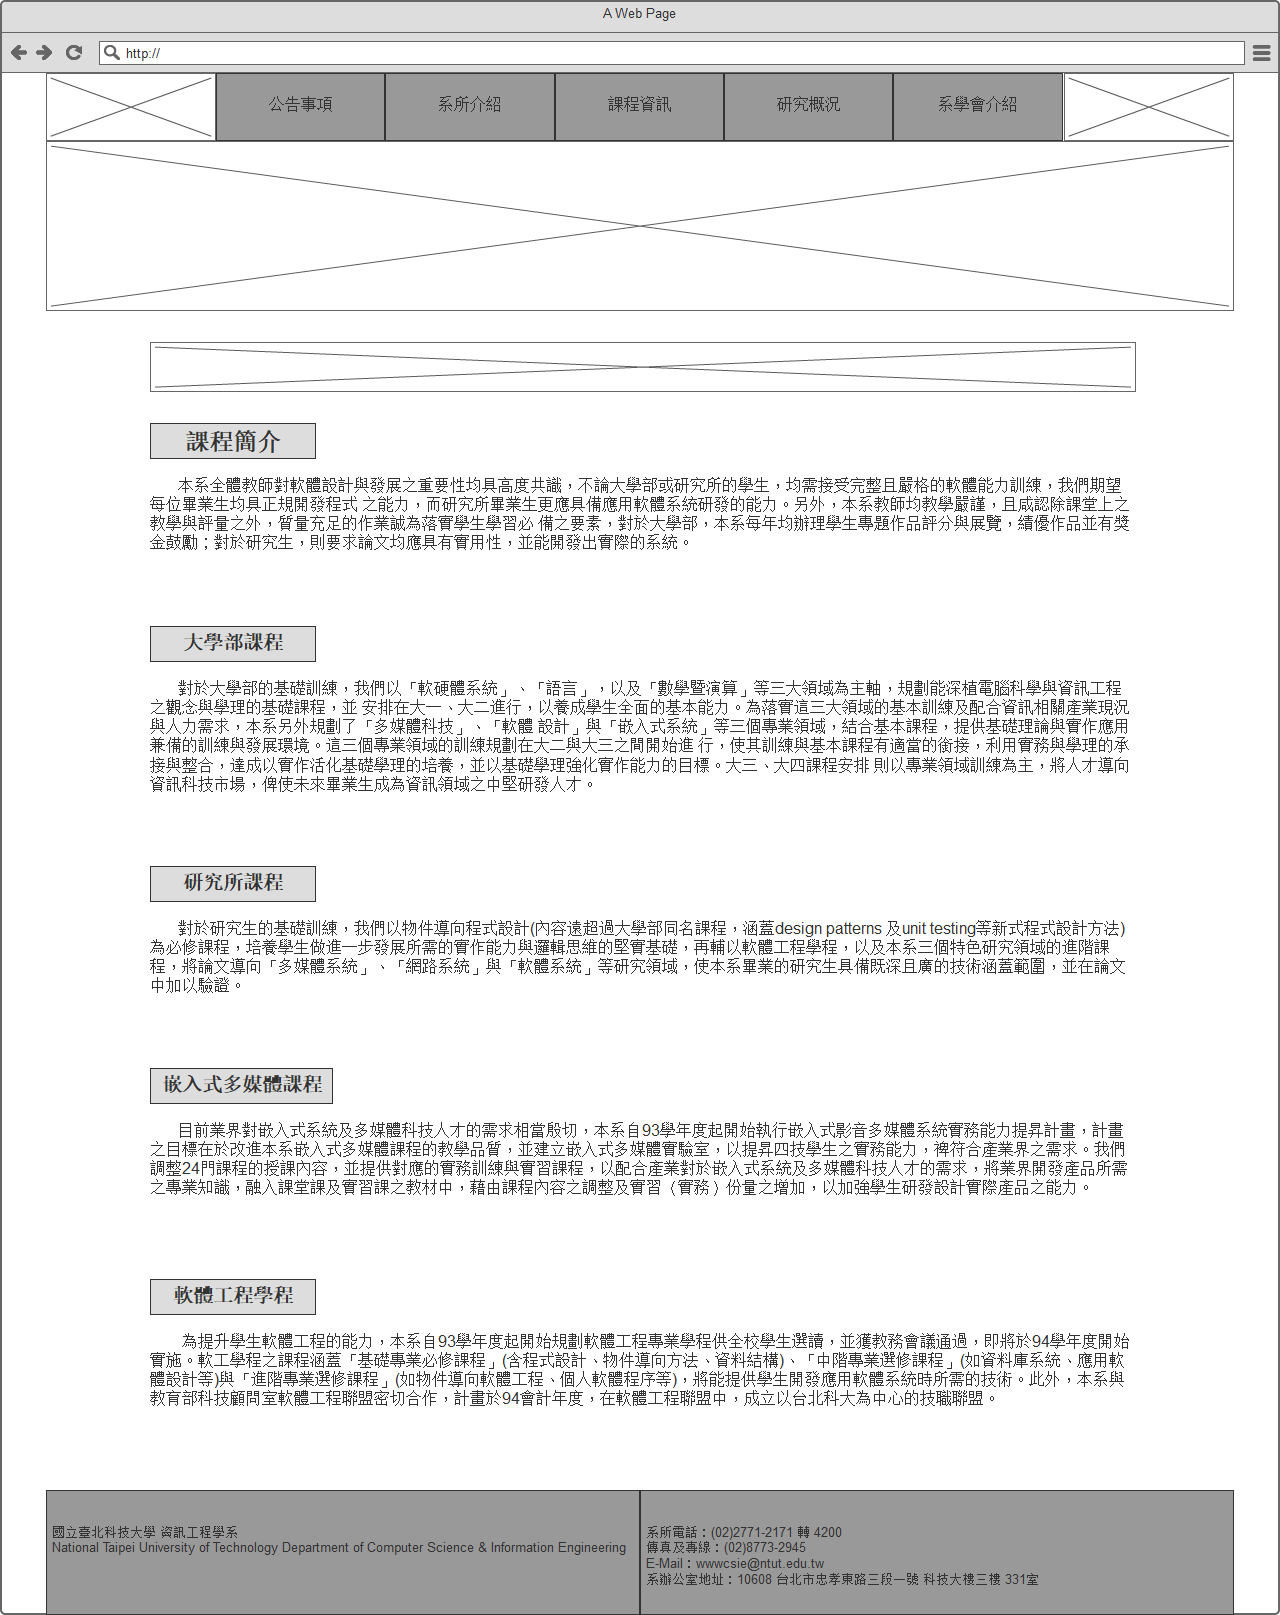 A Web Page
http://
公告事項
系所介紹
課程資訊
研究概況
系學會介紹
課程簡介
本系全體教師對軟體設計與發展之重要性均具高度共識，不論大學部或研究所的學生，均需接受完整且嚴格的軟體能力訓練，我們期望
每位畢業生均具正規開發程式 之能力，而研究所畢業生更應具備應用軟體系統研發的能力。另外，本系教師均教學嚴謹，且咸認除課堂上之
教學與評量之外，質量充足的作業誠為落實學生學習必 備之要素，對於大學部，本系每年均辦理學生專題作品評分與展覽，績優作品並有獎
金鼓勵；對於研究生，則要求論文均應具有實用性，並能開發出實際的系統。
大學部課程
對於大學部的基礎訓練，我們以「軟硬體系統」、「語言」，以及「數學暨演算」等三大領域為主軸，規劃能深植電腦科學與資訊工程
之觀念與學理的基礎課程，並 安排在大一、大二進行，以養成學生全面的基本能力。為落實這三大領域的基本訓練及配合資訊相關產業現況
與人力需求，本系另外規劃了「多媒體科技」、「軟體 設計」與「嵌入式系統」等三個專業領域，結合基本課程，提供基礎理論與實作應用
兼備的訓練與發展環境。這三個專業領域的訓練規劃在大二與大三之間開始進 行，使其訓練與基本課程有適當的銜接，利用實務與學理的承
接與整合，達成以實作活化基礎學理的培養，並以基礎學理強化實作能力的目標。大三、大四課程安排 則以專業領域訓練為主，將人才導向
資訊科技市場，俾使未來畢業生成為資訊領域之中堅研發人才。
研究所課程
對於研究生的基礎訓練，我們以物件導向程式設計(內容遠超過大學部同名課程，涵蓋design patterns 及unit testing等新式程式設計方法)
為必修課程，培養學生做進一步發展所需的實作能力與邏輯思維的堅實基礎，再輔以軟體工程學程，以及本系三個特色研究領域的進階課
程，將論文導向「多媒體系統」、「網路系統」與「軟體系統」等研究領域，使本系畢業的研究生具備既深且廣的技術涵蓋範圍，並在論文
中加以驗證。
嵌入式多媒體課程
目前業界對嵌入式系統及多媒體科技人才的需求相當殷切，本系自93學年度起開始執行嵌入式影音多媒體系統實務能力提昇計畫，計畫
之目標在於改進本系嵌入式多媒體課程的教學品質，並建立嵌入式多媒體實驗室，以提昇四技學生之實務能力，裨符合產業界之需求。我們
調整24門課程的授課內容，並提供對應的實務訓練與實習課程，以配合產業對於嵌入式系統及多媒體科技人才的需求，將業界開發產品所需
之專業知識，融入課堂課及實習課之教材中，藉由課程內容之調整及實習（實務）份量之增加，以加強學生研發設計實際產品之能力。
軟體工程學程
為提升學生軟體工程的能力，本系自93學年度起開始規劃軟體工程專業學程供全校學生選讀，並獲教務會議通過，即將於94學年度開始
實施。軟工學程之課程涵蓋「基礎專業必修課程」(含程式設計、物件導向方法、資料結構)、「中階專業選修課程」(如資料庫系統、應用軟
體設計等)與「進階專業選修課程」(如物件導向軟體工程、個人軟體程序等)，將能提供學生開發應用軟體系統時所需的技術。此外，本系與
教育部科技顧問室軟體工程聯盟密切合作，計畫於94會計年度，在軟體工程聯盟中，成立以台北科大為中心的技職聯盟。
國立臺北科技大學 資訊工程學系
National Taipei University of Technology Department of Computer Science & Information Engineering
系所電話：(02)2771-2171 轉 4200
傳真及專線：(02)8773-2945
E-Mail：wwwcsie@ntut.edu.tw
系辦公室地址：10608 台北市忠孝東路三段一號 科技大樓三樓 331室